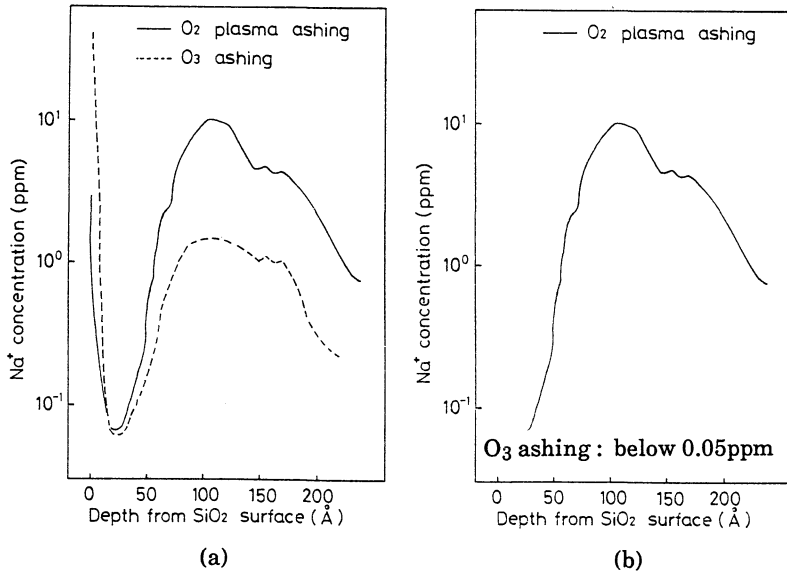 O₂ plasma ashing
O₃ ashing
10¹
10⁰
10⁻¹
Na⁺ concentration (ppm)
0 50 100 150 200
Depth from SiO₂ surface (Å)
(a)
O₂ plasma ashing
10¹
10⁰
10⁻¹
Na⁺ concentration (ppm)
O₃ ashing : below 0.05ppm
0 50 100 150 200
Depth from SiO₂ surface (Å)
(b)